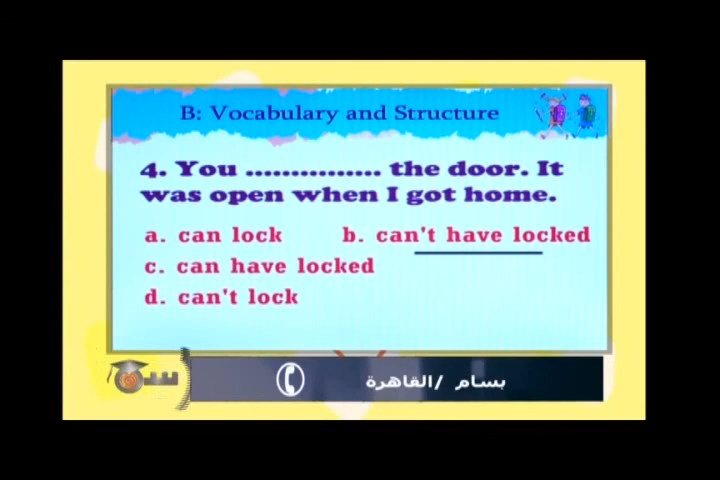 B: Vocabulary and Structure
4. You ............... the door. It
was open when I got home.
a. can lock b. can't have locked
c. can have locked
d. can't lock
بسام /القاهرة